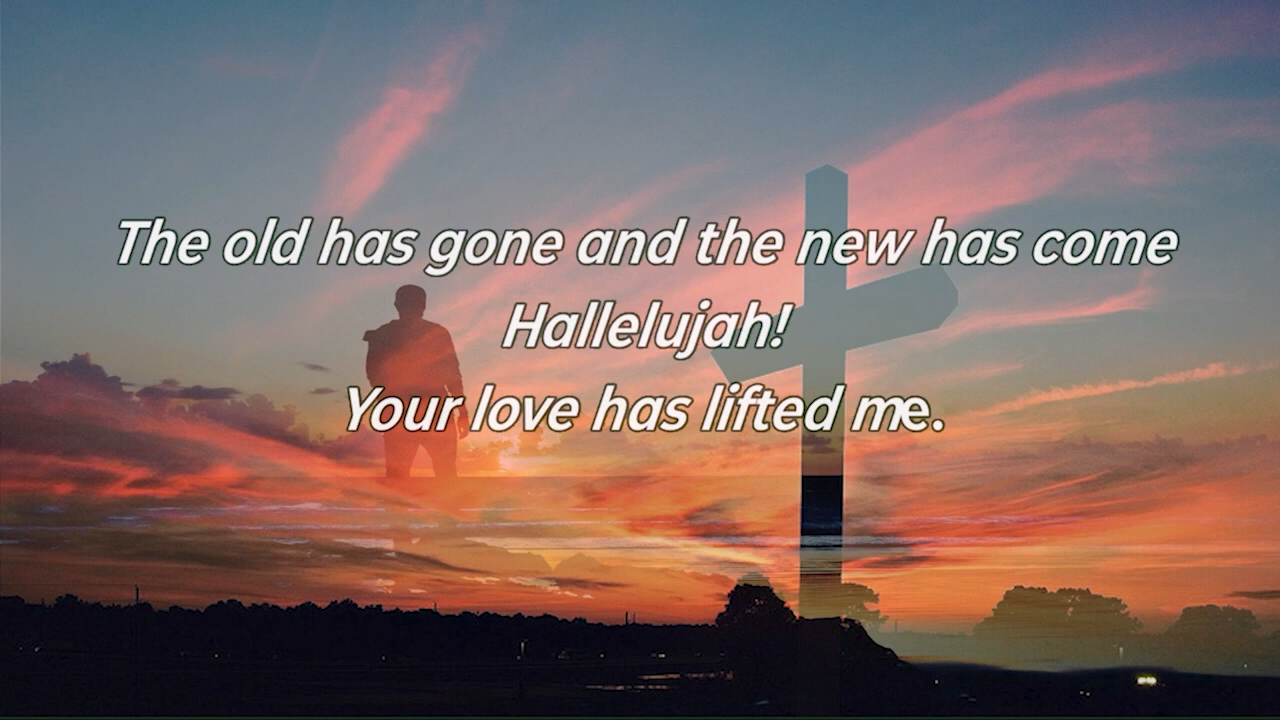 The old has gone and the new has come
Hallelujah!
Your love has lifted me.